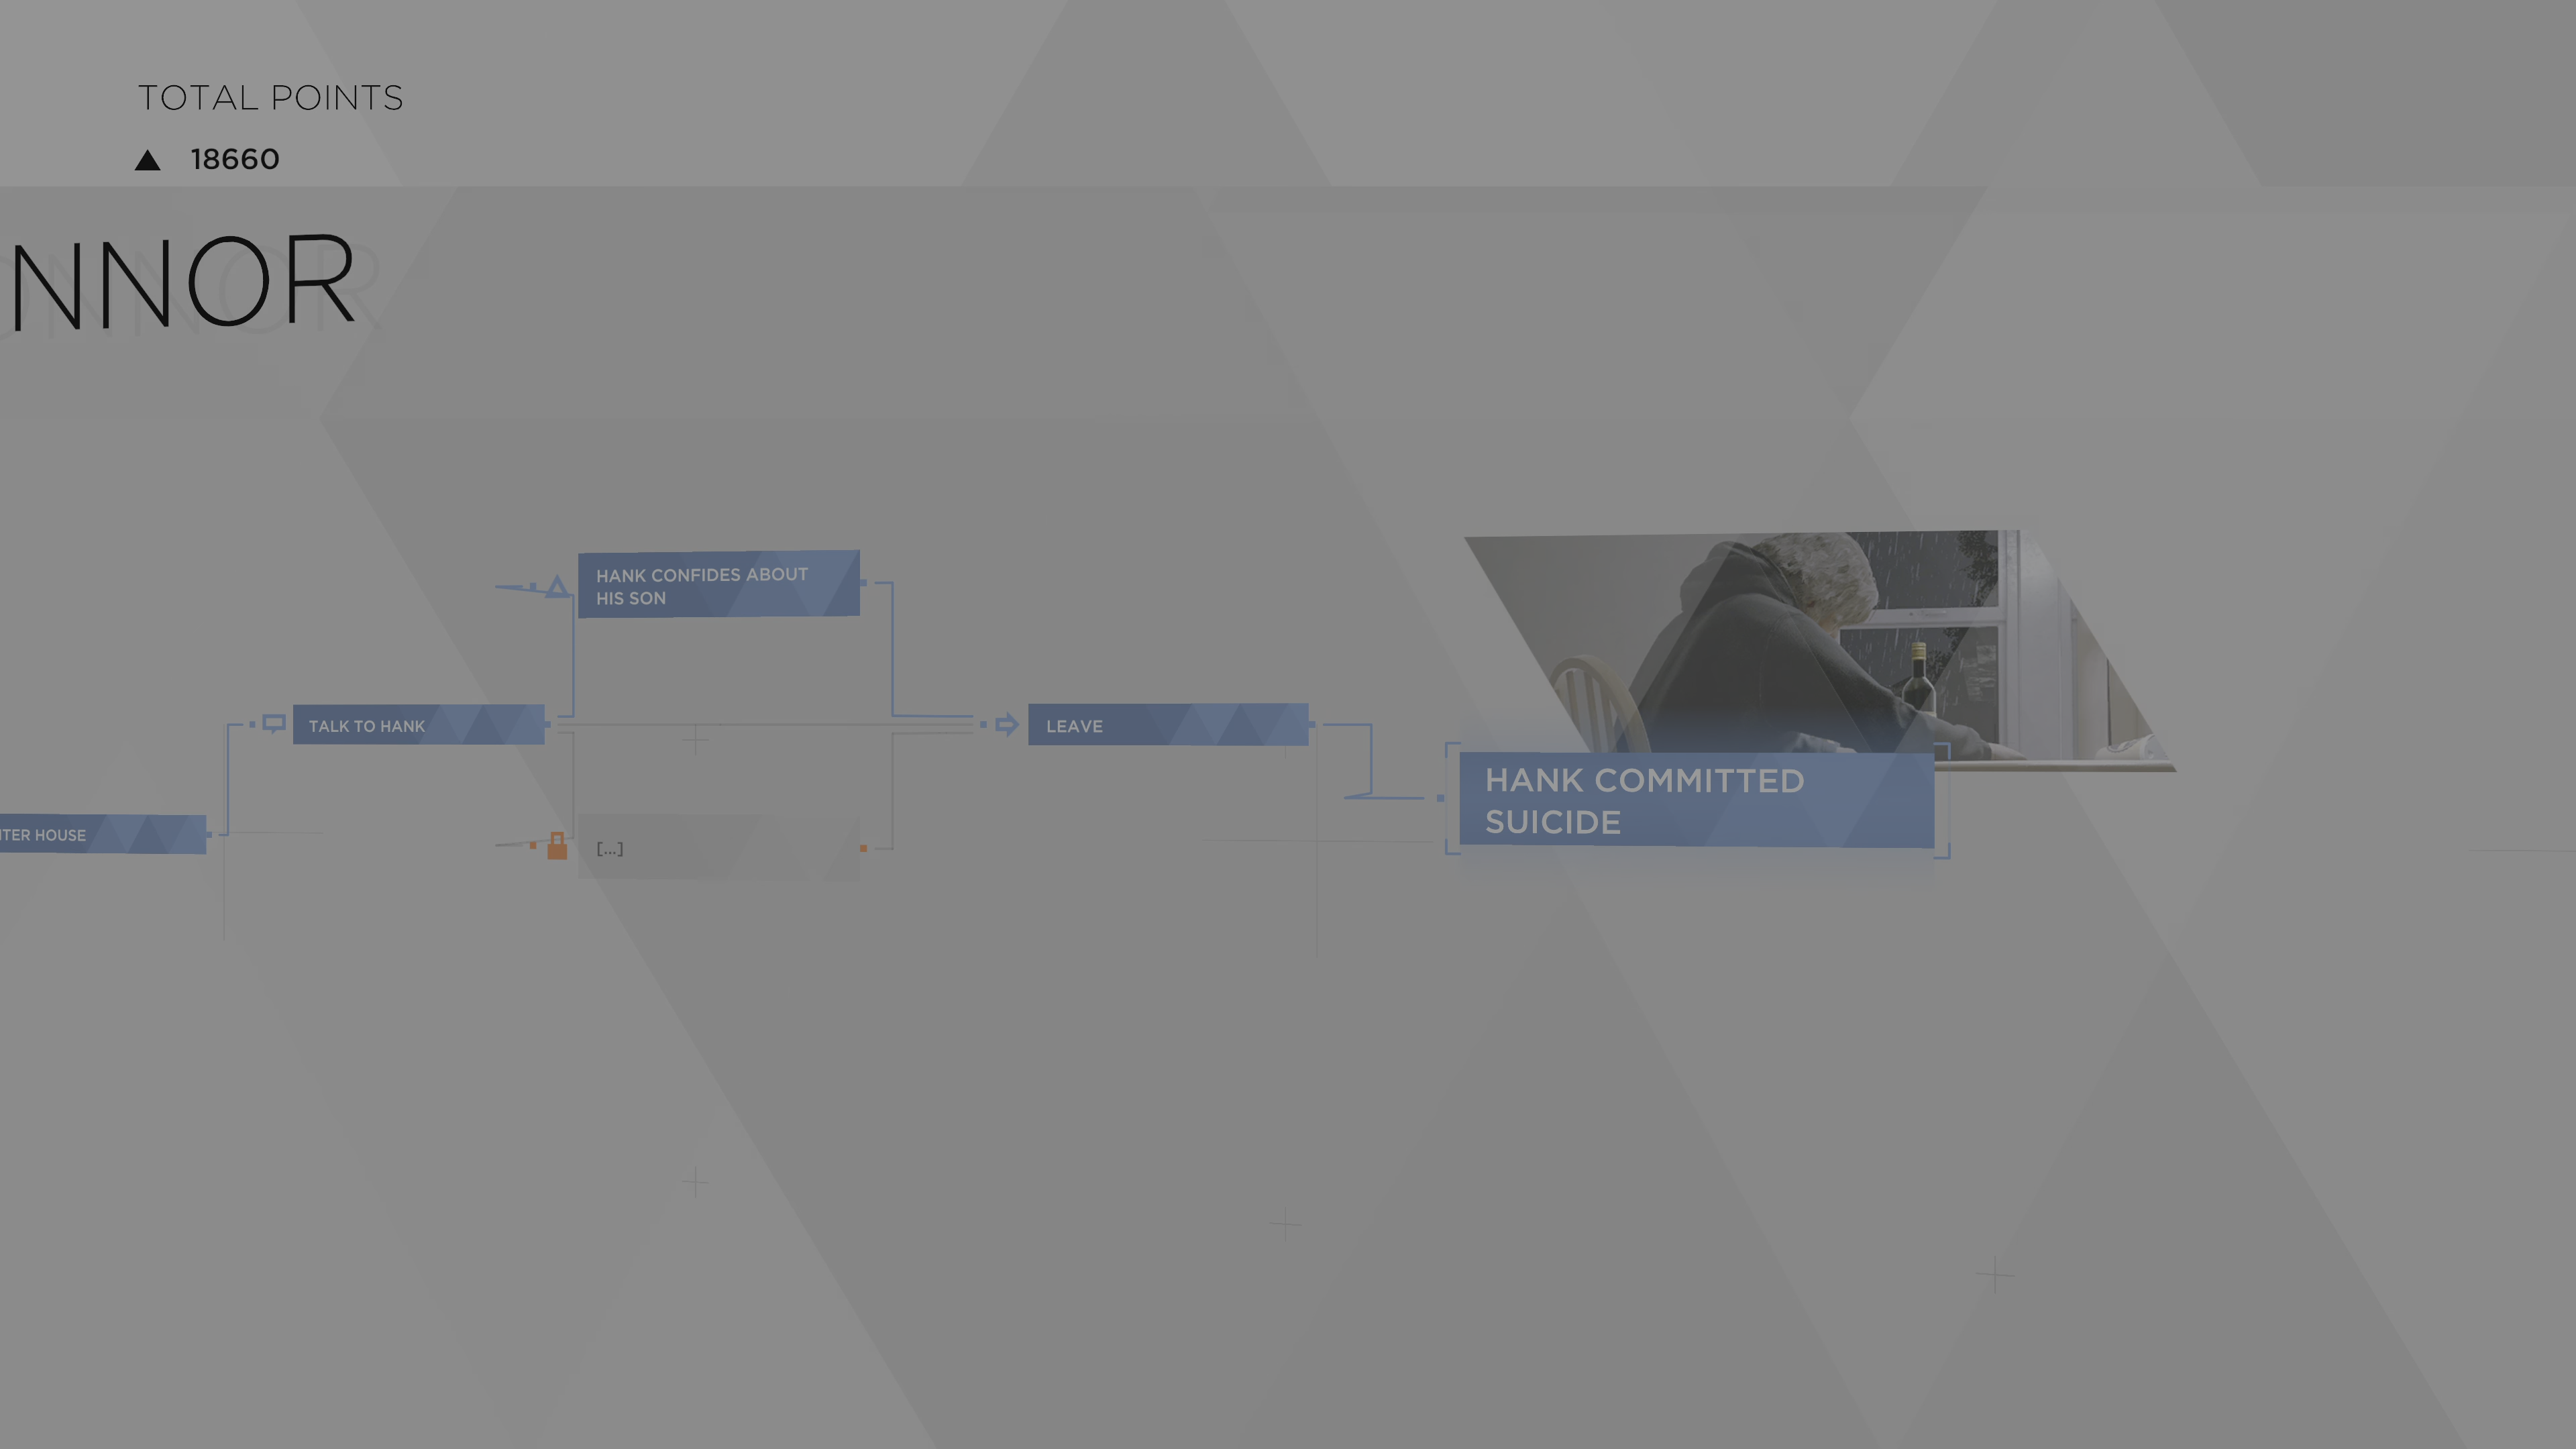 TOTAL POINTS
18660
NNOR
HANK CONFIDES ABOUT
HIS SON
TALK TO HANK
LEAVE
HANK COMMITTED
SUICIDE
TER HOUSE
[...]